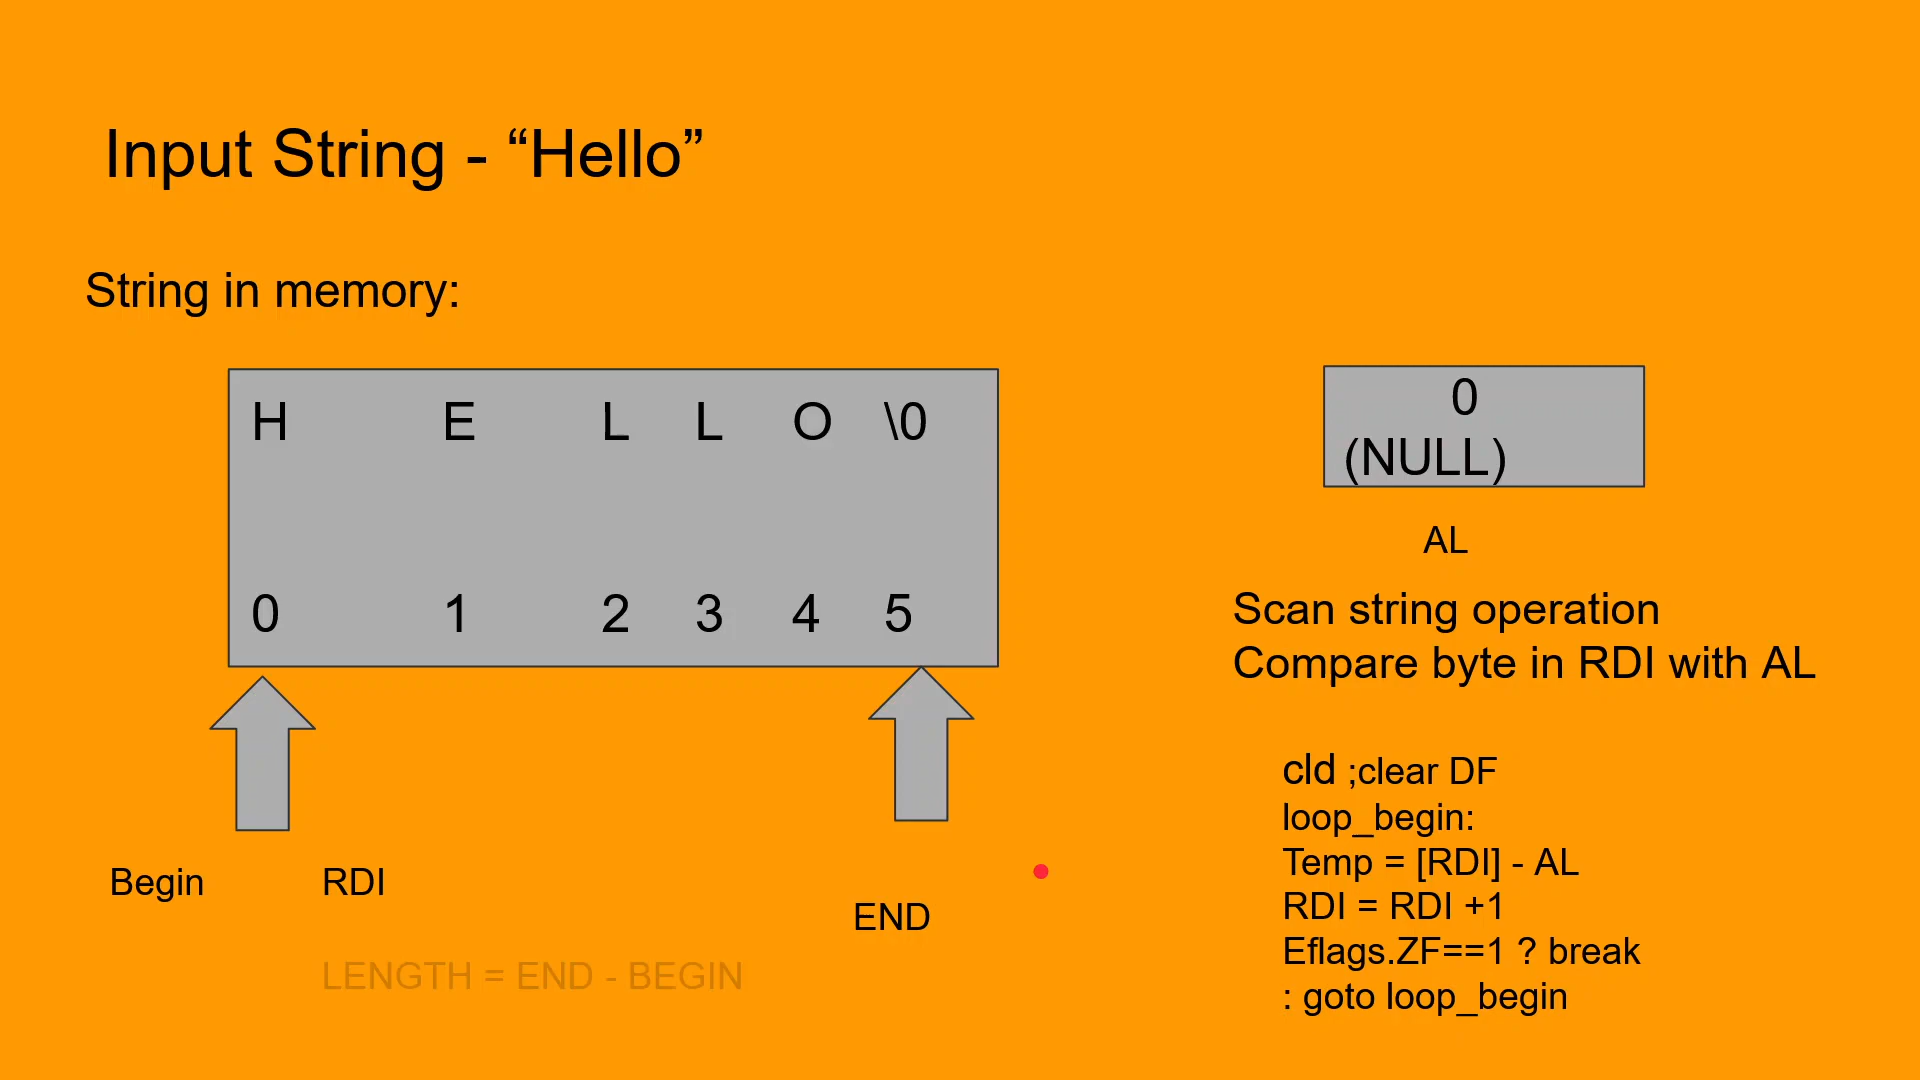 Input String - “Hello”
String in memory:
H E L L O \0
0 1 2 3 4 5
Begin RDI
END
LENGTH = END - BEGIN
0
(NULL)
AL
Scan string operation
Compare byte in RDI with AL
cld ;clear DF
loop_begin:
Temp = [RDI] - AL
RDI = RDI +1
Eflags.ZF==1 ? break
: goto loop_begin